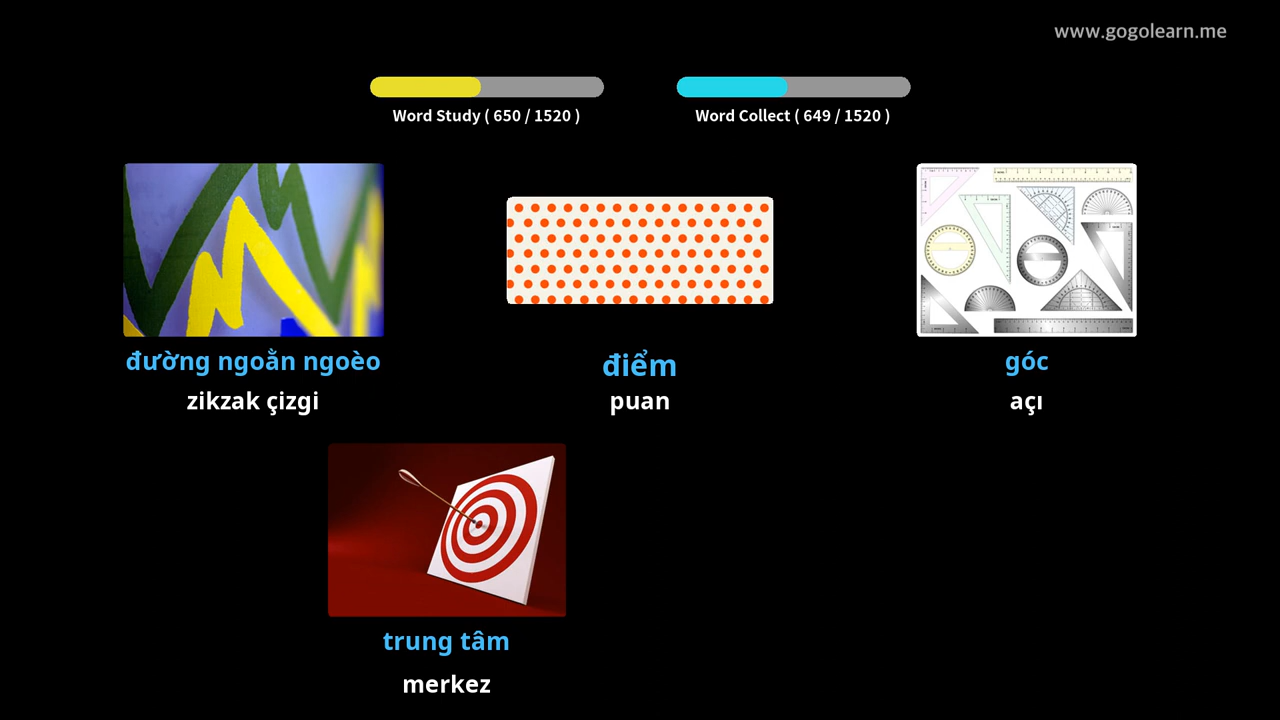 www.gogolearn.me
Word Study ( 650 / 1520 )
Word Collect ( 649 / 1520 )
đường ngoằn ngoèo
zikzak çizgi
điểm
puan
góc
açı
trung tâm
merkez